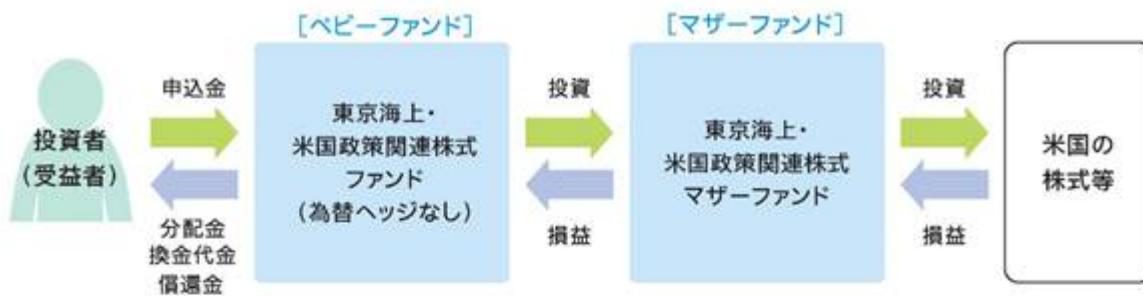 [ベビーファンド]
[マザーファンド]
申込金
投資者
(受益者)
分配金
換金代金
償還金
東京海上・
米国政策関連株式
ファンド
(為替ヘッジなし)
投資
損益
東京海上・
米国政策関連株式
マザーファンド
投資
損益
米国の
株式等